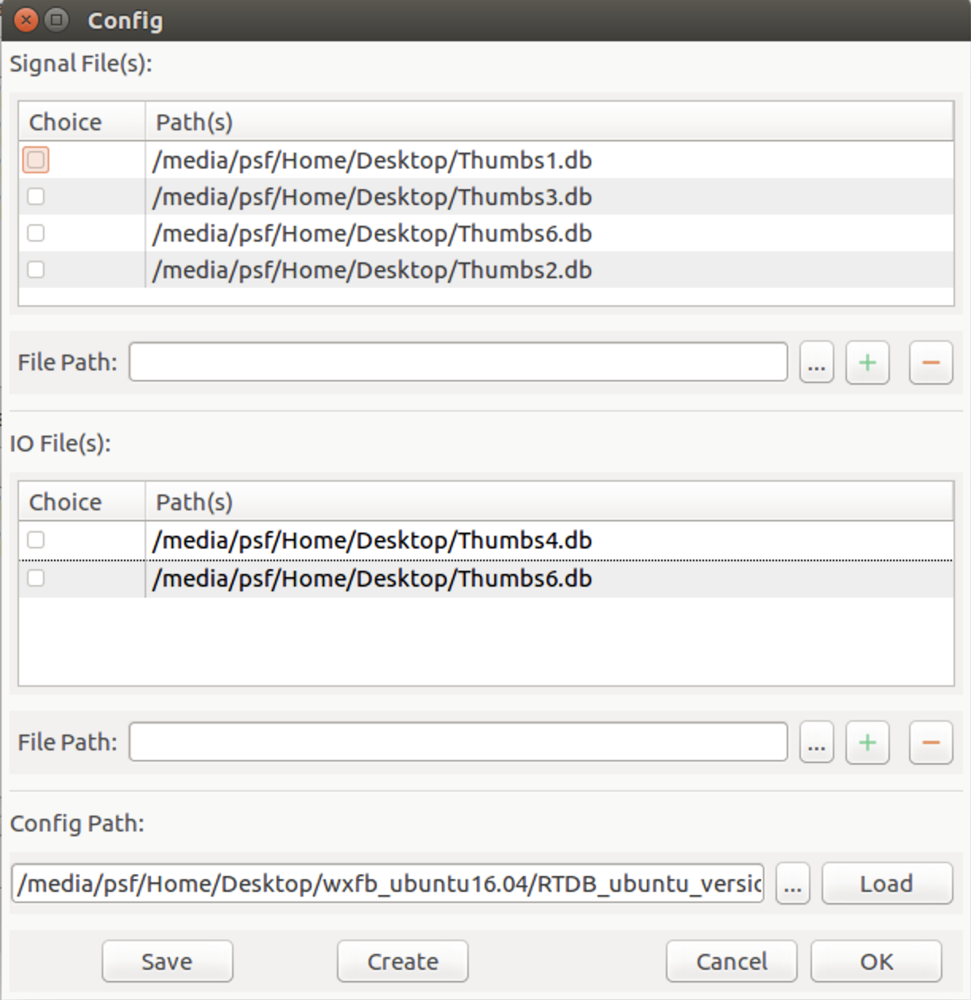 Config
Signal File(s):
Choice Path(s)
/media/psf/Home/Desktop/Thumbs1.db
/media/psf/Home/Desktop/Thumbs3.db
/media/psf/Home/Desktop/Thumbs6.db
/media/psf/Home/Desktop/Thumbs2.db
File Path: ... + −
IO File(s):
Choice Path(s)
/media/psf/Home/Desktop/Thumbs4.db
/media/psf/Home/Desktop/Thumbs6.db
File Path: ... + −
Config Path:
/media/psf/Home/Desktop/wxfb_ubuntu16.04/RTDB_ubuntu_versic ... Load
Save Create Cancel OK